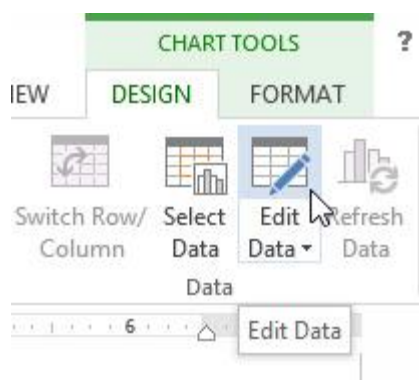 CHART TOOLS ?
IEW DESIGN FORMAT
Switch Row/ Select Edit Refresh
Column Data Data Data
Data
6
Edit Data